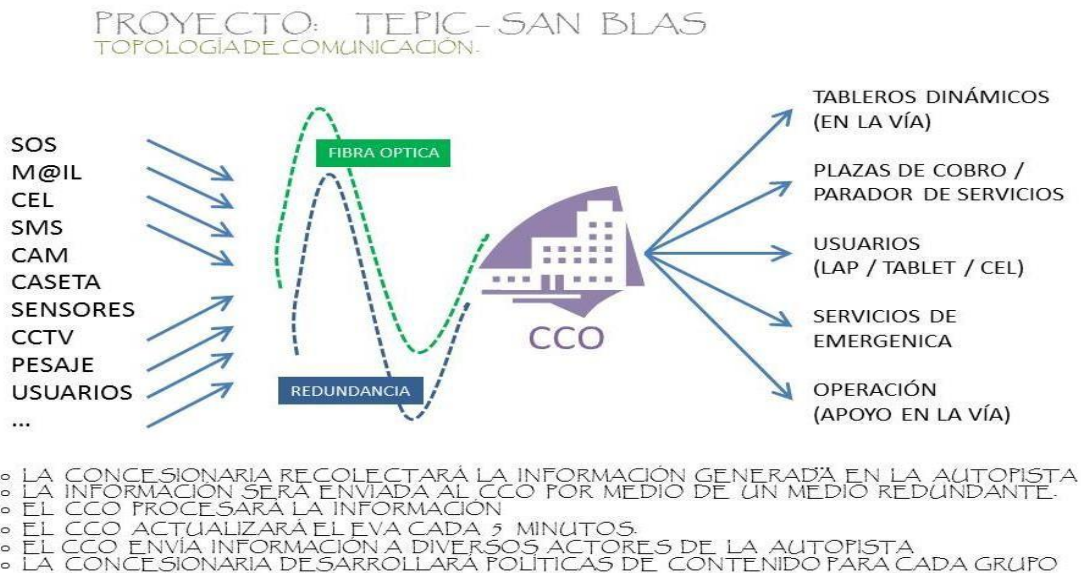 PROYECTO: TEPIC-SAN BLAS
TOPOLOGÍA DE COMUNICACIÓN.
SOS
M@IL
CEL
SMS
CAM
CASETA
SENSORES
CCTV
PESAJE
USUARIOS
...
FIBRA OPTICA
REDUNDANCIA
CCO
TABLEROS DINÁMICOS
(EN LA VÍA)
PLAZAS DE COBRO /
PARADOR DE SERVICIOS
USUARIOS
(LAP / TABLET / CEL)
SERVICIOS DE
EMERGENICA
OPERACIÓN
(APOYO EN LA VÍA)
◦ LA CONCESIONARIA RECOLECTARÁ LA INFORMACIÓN GENERADA EN LA AUTOPISTA
◦ LA INFORMACIÓN SERÁ ENVIADA AL CCO POR MEDIO DE UN MEDIO REDUNDANTE.
◦ EL CCO PROCESARÁ LA INFORMACIÓN
◦ EL CCO ACTUALIZARÁ EL EVA CADA 5 MINUTOS.
◦ EL CCO ENVÍA INFORMACIÓN A DIVERSOS ACTORES DE LA AUTOPISTA
◦ LA CONCESIONARIA DESARROLLARÁ POLÍTICAS DE CONTENIDO PARA CADA GRUPO